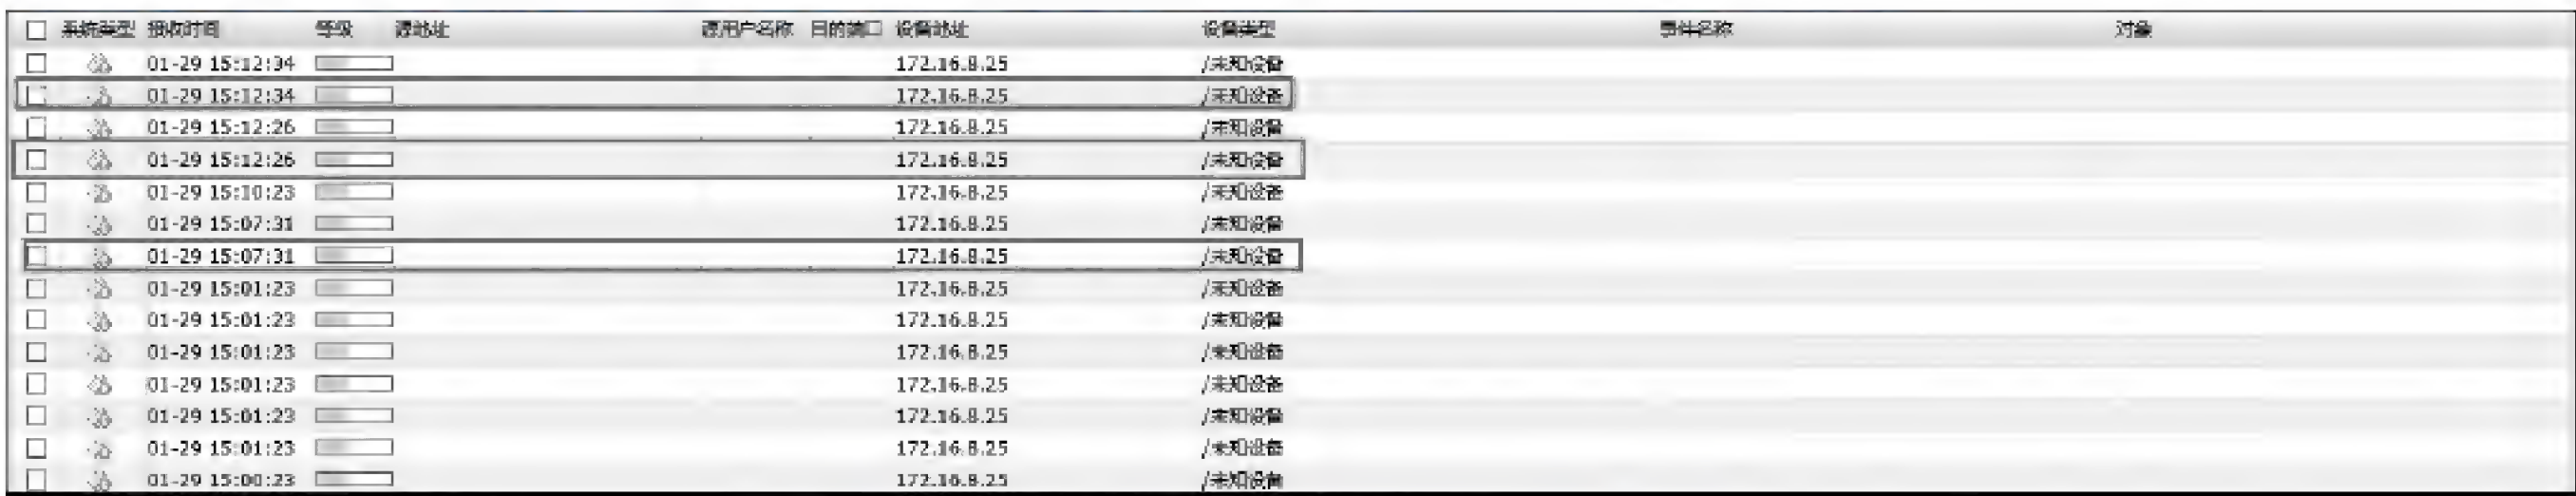 系统类型 接收时间 等级 源地址 源用户名称 目的端口 设备地址 设备类型 事件名称 对象
01-29 15:12:34 172.16.8.25 /未知设备
01-29 15:12:34 172.16.8.25 /未知设备
01-29 15:12:26 172.16.8.25 /未知设备
01-29 15:12:26 172.16.8.25 /未知设备
01-29 15:10:23 172.16.8.25 /未知设备
01-29 15:07:31 172.16.8.25 /未知设备
01-29 15:07:31 172.16.8.25 /未知设备
01-29 15:01:23 172.16.8.25 /未知设备
01-29 15:01:23 172.16.8.25 /未知设备
01-29 15:01:23 172.16.8.25 /未知设备
01-29 15:01:23 172.16.8.25 /未知设备
01-29 15:01:23 172.16.8.25 /未知设备
01-29 15:01:23 172.16.8.25 /未知设备
01-29 15:00:23 172.16.8.25 /未知设备